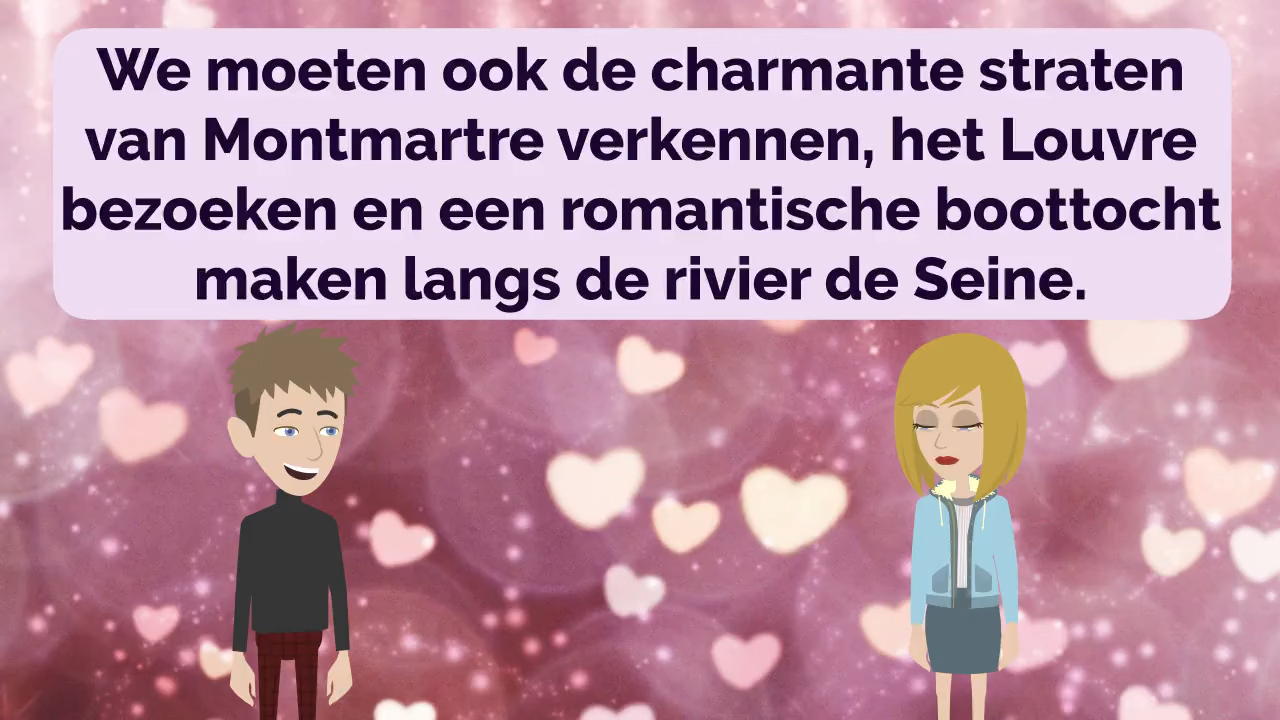 We moeten ook de charmante straten
van Montmartre verkennen, het Louvre
bezoeken en een romantische boottocht
maken langs de rivier de Seine.